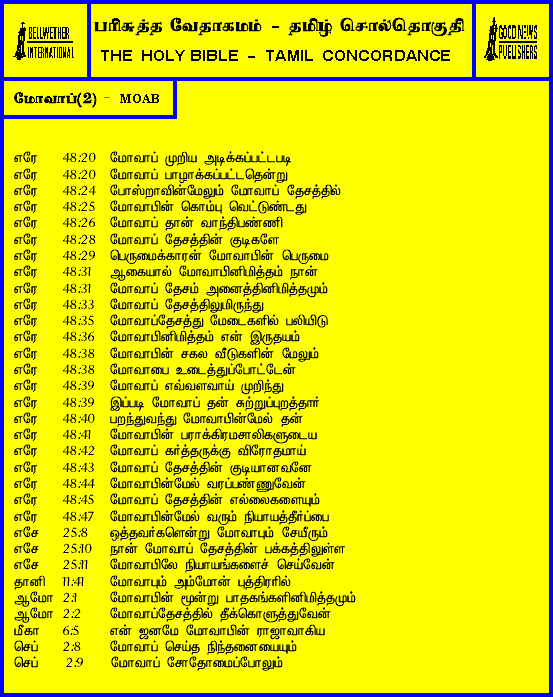 BELLWETHER
INTERNATIONAL
பரிசுத்த வேதாகமம் - தமிழ் சொல்தொகுதி
THE HOLY BIBLE - TAMIL CONCORDANCE
GOOD NEWS
PUBLISHERS
மோவாப்(2) - MOAB
எரே 48:20 மோவாப் முறிய அடிக்கப்பட்டபடி
எரே 48:20 மோவாப் பாழாக்கப்பட்டதென்று
எரே 48:24 போஸ்றாவின்மேலும் மோவாப் தேசத்தில்
எரே 48:25 மோவாபின் கொம்பு வெட்டுண்டது
எரே 48:26 மோவாப் தான் வாந்திபண்ணி
எரே 48:28 மோவாப் தேசத்தின் குடிகளே
எரே 48:29 பெருமைக்காரன் மோவாபின் பெருமை
எரே 48:31 ஆகையால் மோவாபினிமித்தம் நான்
எரே 48:31 மோவாப் தேசம் அனைத்தினிமித்தமும்
எரே 48:33 மோவாப் தேசத்திலுமிருந்து
எரே 48:35 மோவாப்தேசத்து மேடைகளில் பலியிடு
எரே 48:36 மோவாபினிமித்தம் என் இருதயம்
எரே 48:38 மோவாபின் சகல வீடுகளின் மேலும்
எரே 48:38 மோவாபை உடைத்துப்போட்டேன்
எரே 48:39 மோவாப் எவ்வளவாய் முறிந்து
எரே 48:39 இப்படி மோவாப் தன் சுற்றுப்புறத்தார்
எரே 48:40 பறந்துவந்து மோவாபின்மேல் தன்
எரே 48:41 மோவாபின் பராக்கிரமசாலிகளுடைய
எரே 48:42 மோவாப் கர்த்தருக்கு விரோதமாய்
எரே 48:43 மோவாப் தேசத்தின் குடியானவனே
எரே 48:44 மோவாபின்மேல் வரப்பண்ணுவேன்
எரே 48:45 மோவாப் தேசத்தின் எல்லைகளையும்
எரே 48:47 மோவாபின்மேல் வரும் நியாயத்தீர்ப்பை
எசே 25:8 ஒத்தவர்களென்று மோவாபும் சேயீரும்
எசே 25:10 நான் மோவாப் தேசத்தின் பக்கத்திலுள்ள
எசே 25:11 மோவாபிலே நியாயங்களைச் செய்வேன்
தானி 11:41 மோவாபும் அம்மோன் புத்திரரில்
ஆமோ 2:1 மோவாபின் மூன்று பாதகங்களினிமித்தமும்
ஆமோ 2:2 மோவாப்தேசத்தில் தீக்கொளுத்துவேன்
மீகா 6:5 என் ஜனமே மோவாபின் ராஜாவாகிய
செப் 2:8 மோவாப் செய்த நிந்தனையையும்
செப் 2:9 மோவாப் சோதோமைப்போலும்